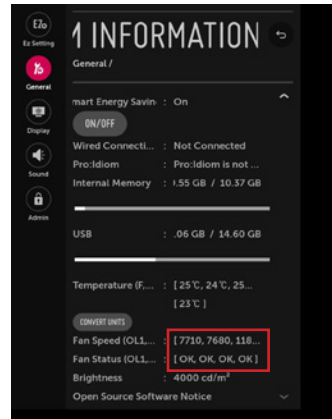 Ez
Ez Setting
General
Display
Sound
Admin
M INFORMATION
General /
mart Energy Savin : On
ON/OFF
Wired Connecti... : Not Connected
Pro:Idiom : Pro:Idiom is not ...
Internal Memory : .55 GB / 10.37 GB
USB : .06 GB / 14.60 GB
Temperature (F,... : [ 25℃, 24℃, 25...
[ 23℃ ]
CONVERT UNITS
Fan Speed (OL1,... : [ 7710, 7680, 118...
Fan Status (OL1,... : [ OK, OK, OK, OK ]
Brightness : 4000 cd/m²
Open Source Software Notice